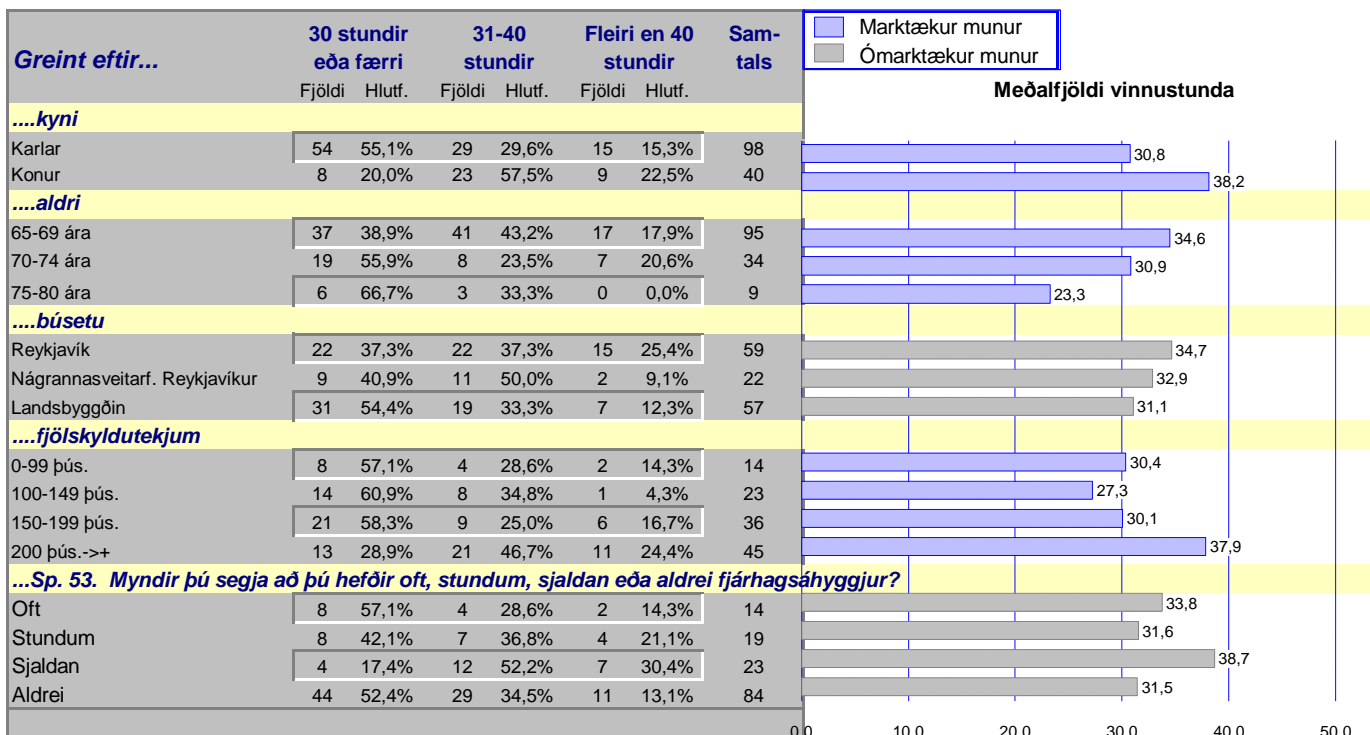 Greint eftir...
30 stundir eða færri
31-40 stundir
Fleiri en 40 stundir
Sam-tals
Fjöldi Hlutf. Fjöldi Hlutf. Fjöldi Hlutf.
Marktækur munur
Ómarktækur munur
Meðalfjöldi vinnustunda
....kyni
Karlar 54 55,1% 29 29,6% 15 15,3% 98 30,8
Konur 8 20,0% 23 57,5% 9 22,5% 40 38,2
....aldri
65-69 ára 37 38,9% 41 43,2% 17 17,9% 95 34,6
70-74 ára 19 55,9% 8 23,5% 7 20,6% 34 30,9
75-80 ára 6 66,7% 3 33,3% 0 0,0% 9 23,3
....búsetu
Reykjavík 22 37,3% 22 37,3% 15 25,4% 59 34,7
Nágrannasveitarf. Reykjavíkur 9 40,9% 11 50,0% 2 9,1% 22 32,9
Landsbyggðin 31 54,4% 19 33,3% 7 12,3% 57 31,1
....fjölskyldutekjum
0-99 þús. 8 57,1% 4 28,6% 2 14,3% 14 30,4
100-149 þús. 14 60,9% 8 34,8% 1 4,3% 23 27,3
150-199 þús. 21 58,3% 9 25,0% 6 16,7% 36 30,1
200 þús.->+ 13 28,9% 21 46,7% 11 24,4% 45 37,9
...Sp. 53. Myndir þú segja að þú hefðir oft, stundum, sjaldan eða aldrei fjárhagsáhyggjur?
Oft 8 57,1% 4 28,6% 2 14,3% 14 33,8
Stundum 8 42,1% 7 36,8% 4 21,1% 19 31,6
Sjaldan 4 17,4% 12 52,2% 7 30,4% 23 38,7
Aldrei 44 52,4% 29 34,5% 11 13,1% 84 31,5
0,0 10,0 20,0 30,0 40,0 50,0